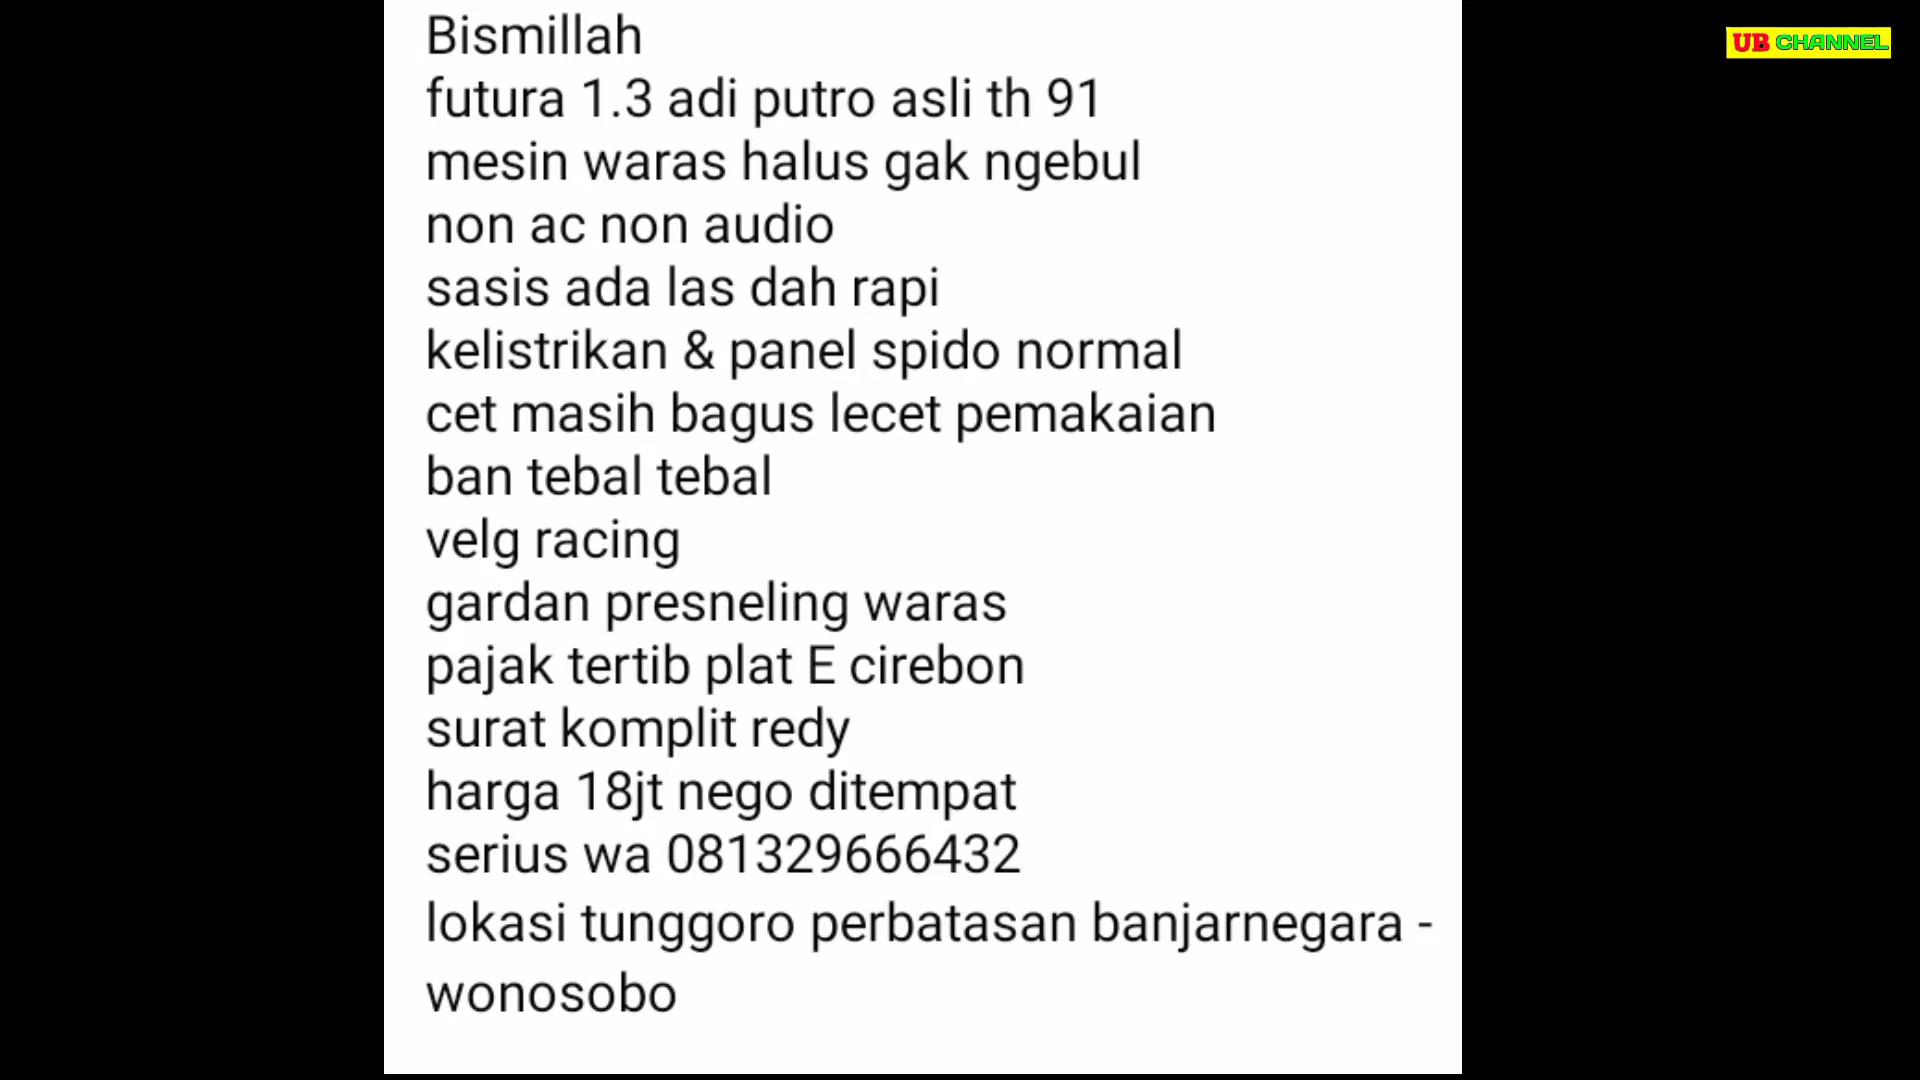 Bismillah
futura 1.3 adi putro asli th 91
mesin waras halus gak ngebul
non ac non audio
sasis ada las dah rapi
kelistrikan & panel spido normal
cet masih bagus lecet pemakaian
ban tebal tebal
velg racing
gardan presneling waras
pajak tertib plat E cirebon
surat komplit redy
harga 18jt nego ditempat
serius wa 081329666432
lokasi tunggoro perbatasan banjarnegara -
wonosobo
UB CHANNEL